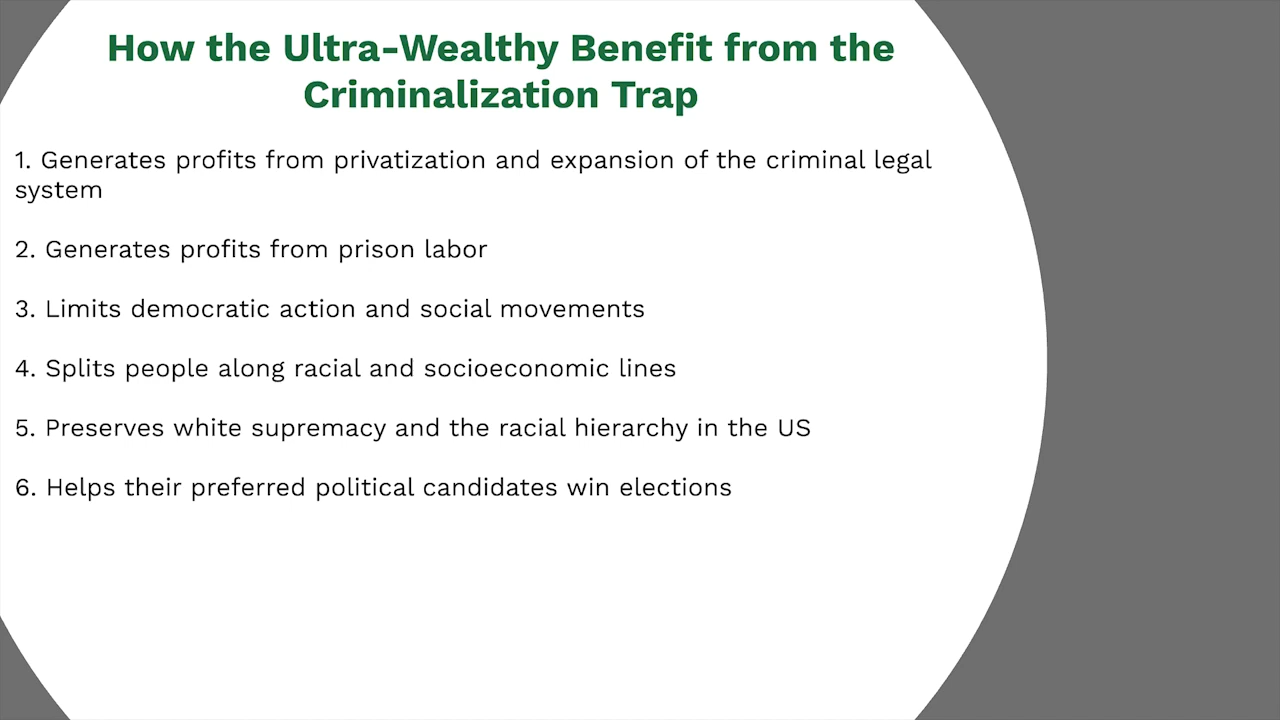 How the Ultra-Wealthy Benefit from the
Criminalization Trap
1. Generates profits from privatization and expansion of the criminal legal
system
2. Generates profits from prison labor
3. Limits democratic action and social movements
4. Splits people along racial and socioeconomic lines
5. Preserves white supremacy and the racial hierarchy in the US
6. Helps their preferred political candidates win elections